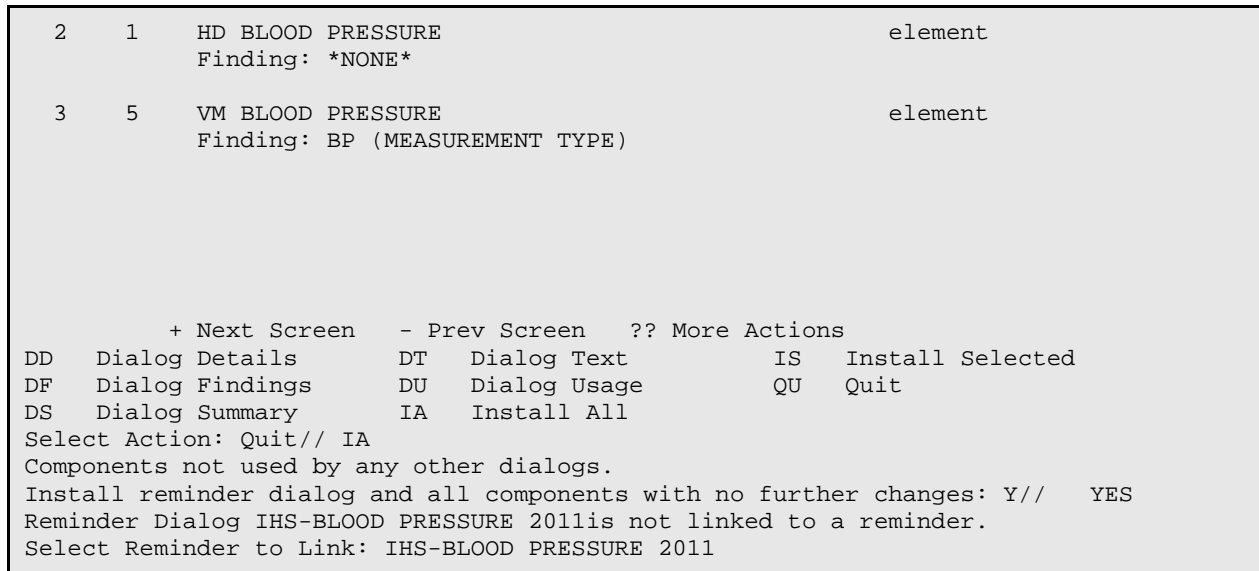 2 1 HD BLOOD PRESSURE element
Finding: *NONE*
3 5 VM BLOOD PRESSURE element
Finding: BP (MEASUREMENT TYPE)
+ Next Screen - Prev Screen ?? More Actions
DD Dialog Details DT Dialog Text IS Install Selected
DF Dialog Findings DU Dialog Usage QU Quit
DS Dialog Summary IA Install All
Select Action: Quit// IA
Components not used by any other dialogs.
Install reminder dialog and all components with no further changes: Y// YES
Reminder Dialog IHS-BLOOD PRESSURE 2011is not linked to a reminder.
Select Reminder to Link: IHS-BLOOD PRESSURE 2011